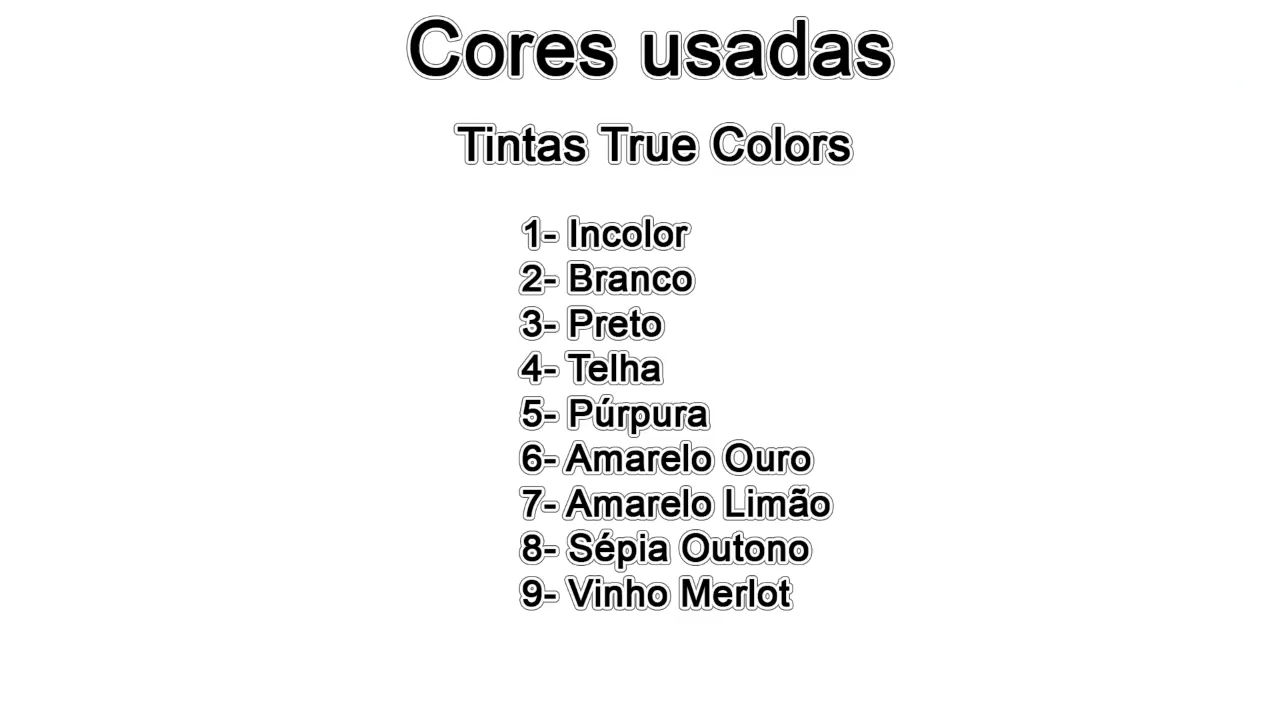 Cores usadas
Tintas True Colors
1- Incolor
2- Branco
3- Preto
4- Telha
5- Púrpura
6- Amarelo Ouro
7- Amarelo Limão
8- Sépia Outono
9- Vinho Merlot